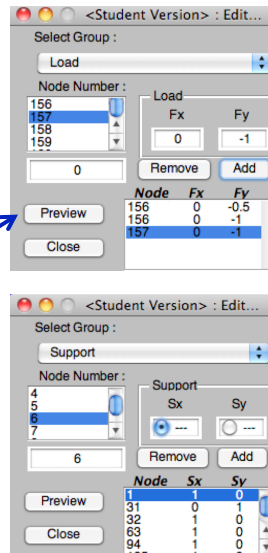 <Student Version> : Edit...
Select Group :
Load
Node Number :
156
157
158
159
0
Load
Fx Fy
0 -1
Remove Add
Node Fx Fy
156 0 -0.5
156 0 -1
157 0 -1
Preview
Close
<Student Version> : Edit...
Select Group :
Support
Node Number :
4
5
6
7
6
Support
Sx Sy
--- ---
Remove Add
Node Sx Sy
1 1 0
31 0 1
32 1 0
63 1 0
94 1 0
Preview
Close